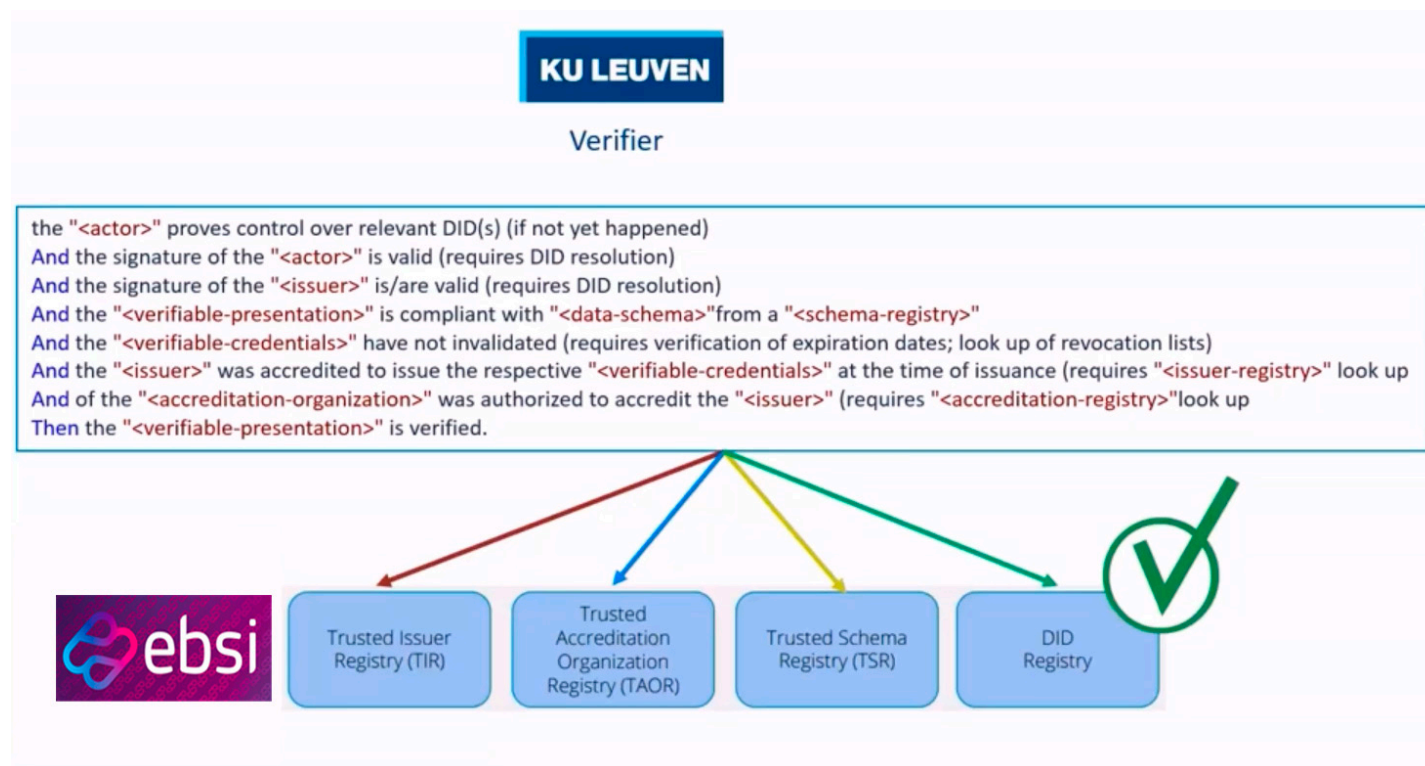 KU LEUVEN
Verifier
the "<actor>" proves control over relevant DID(s) (if not yet happened)
And the signature of the "<actor>" is valid (requires DID resolution)
And the signature of the "<issuer>" is/are valid (requires DID resolution)
And the "<verifiable-presentation>" is compliant with "<data-schema>"from a "<schema-registry>"
And the "<verifiable-credentials>" have not invalidated (requires verification of expiration dates; look up of revocation lists)
And the "<issuer>" was accredited to issue the respective "<verifiable-credentials>" at the time of issuance (requires "<issuer-registry>" look up
And of the "<accreditation-organization>" was authorized to accredit the "<issuer>" (requires "<accreditation-registry>"look up
Then the "<verifiable-presentation>" is verified.
ebsi
Trusted Issuer
Registry (TIR)
Trusted
Accreditation
Organization
Registry (TAOR)
Trusted Schema
Registry (TSR)
DID
Registry